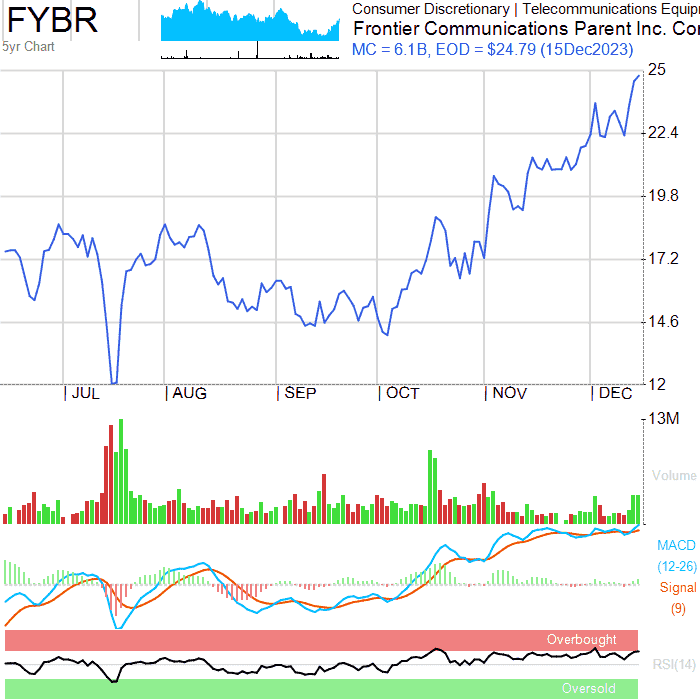 FYBR
5yr Chart
Consumer Discretionary | Telecommunications Equip
Frontier Communications Parent Inc. Co
MC = 6.1B, EOD = $24.79 (15Dec2023)
25
22.4
19.8
17.2
14.6
12
JUL AUG SEP OCT NOV DEC
13M
Volume
MACD
(12-26)
Signal
(9)
Overbought
RSI(14)
Oversold